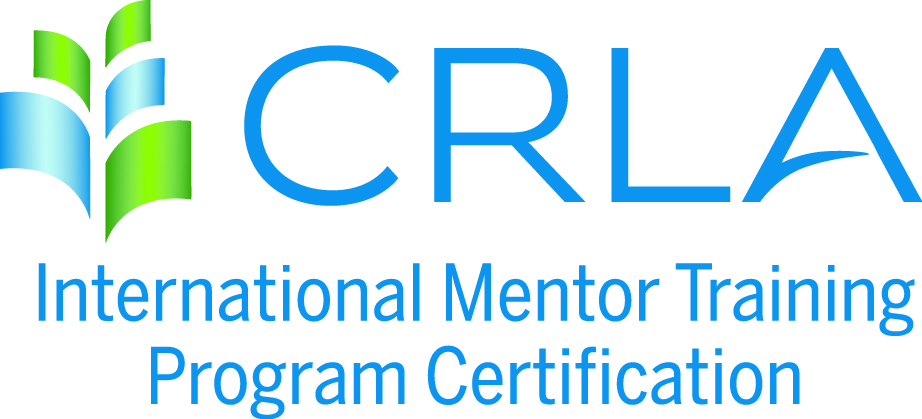 CRLA
International Mentor Training
Program Certification